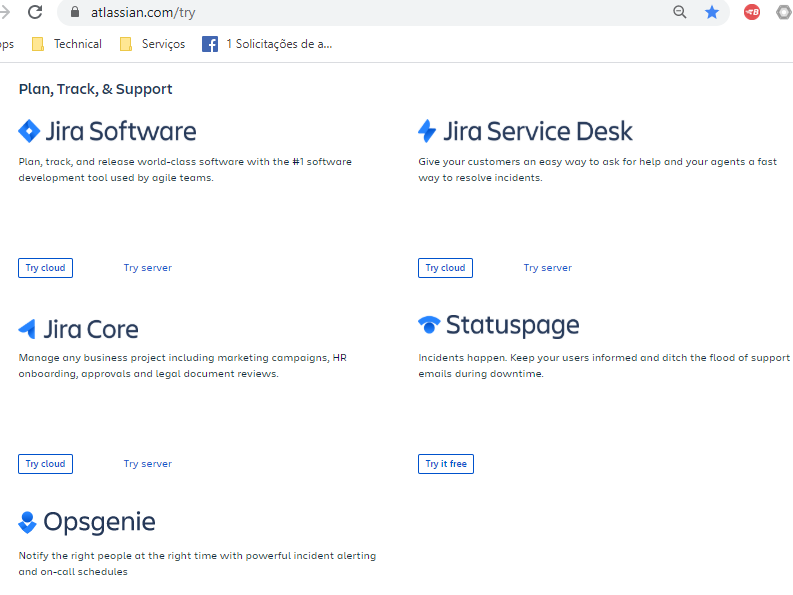 atlassian.com/try
Technical
Serviços
1 Solicitações de a...
Plan, Track, & Support
Jira Software
Plan, track, and release world-class software with the #1 software
development tool used by agile teams.
Try cloud
Try server
Jira Service Desk
Give your customers an easy way to ask for help and your agents a fast
way to resolve incidents.
Try cloud
Try server
Jira Core
Manage any business project including marketing campaigns, HR
onboarding, approvals and legal document reviews.
Try cloud
Try server
Statuspage
Incidents happen. Keep your users informed and ditch the flood of support
emails during downtime.
Try it free
Opsgenie
Notify the right people at the right time with powerful incident alerting
and on-call schedules